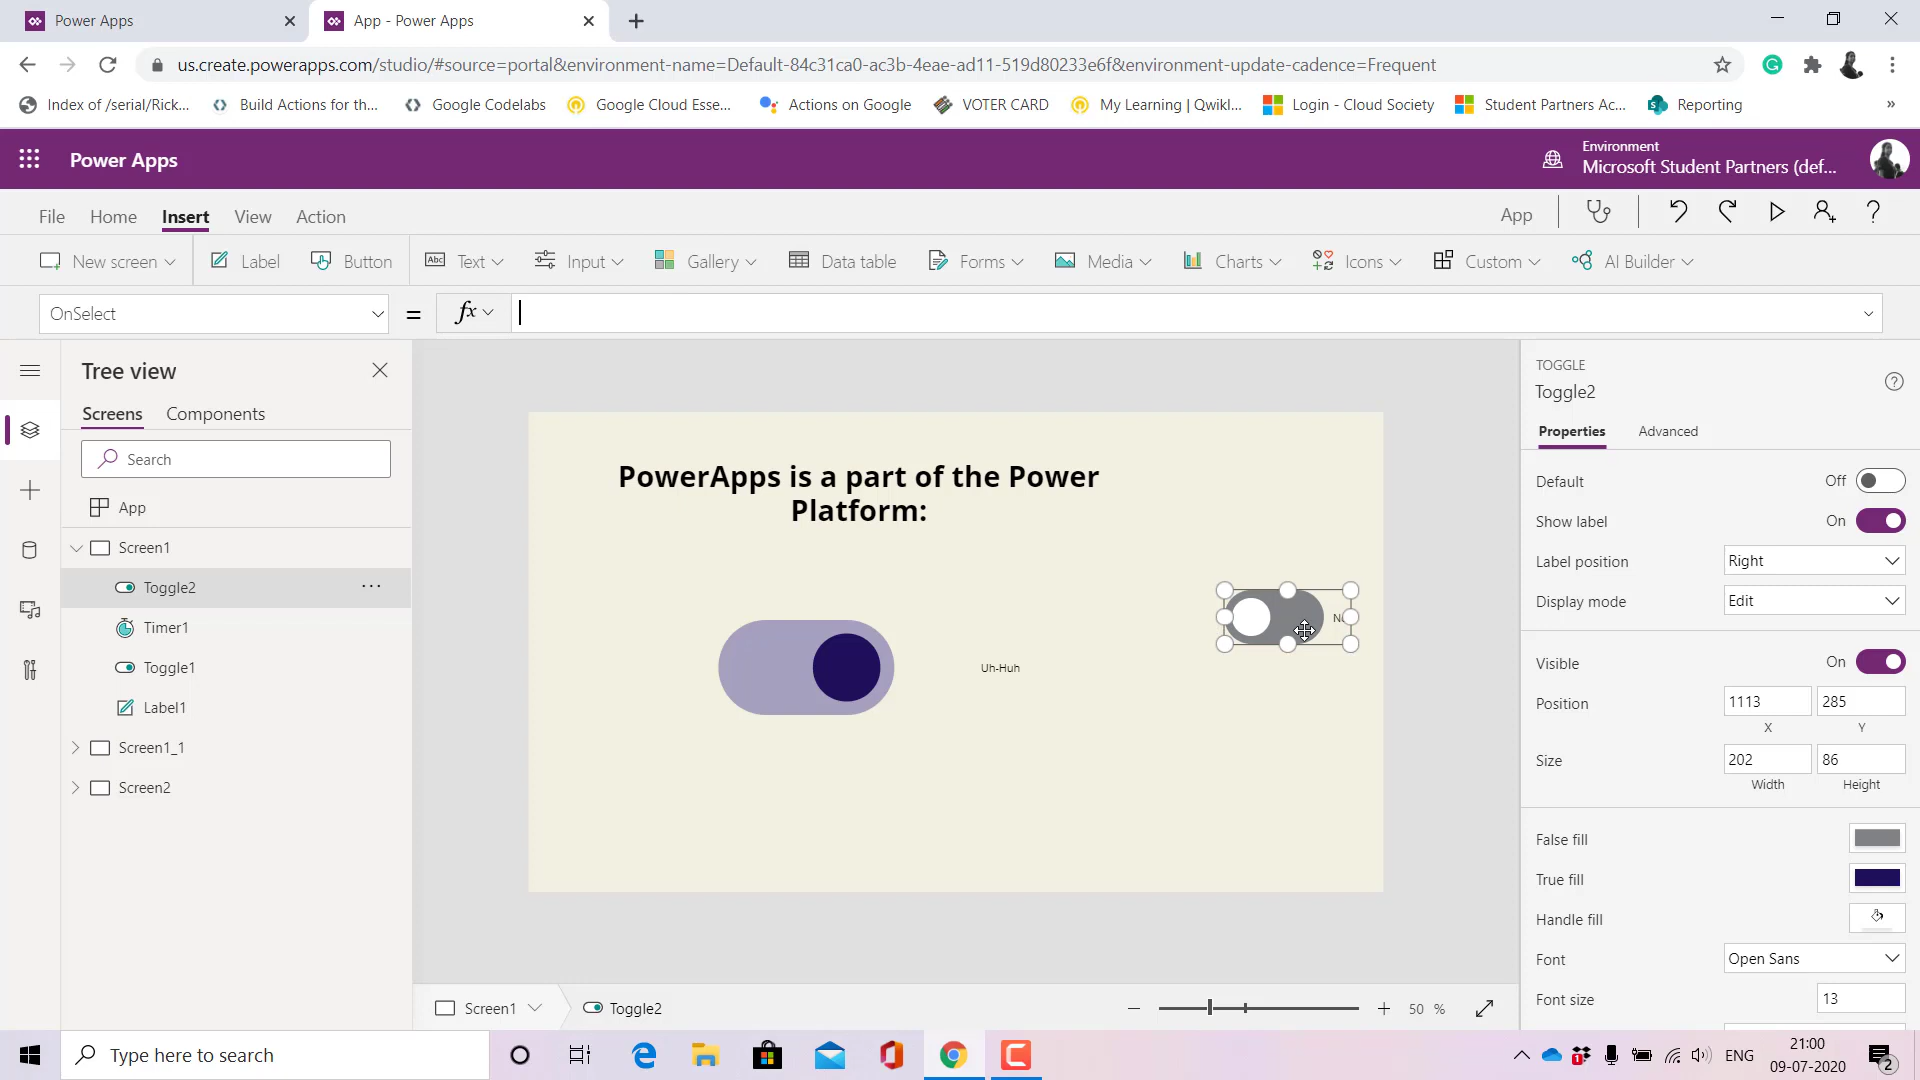 Power Apps
App - Power Apps
us.create.powerapps.com/studio/#source=portal&environment-name=Default-84c31ca0-ac3b-4eae-ad11-519d80233e6f&environment-update-cadence=Frequent
Index of /serial/Rick...
Build Actions for th...
Google Codelabs
Google Cloud Esse...
Actions on Google
VOTER CARD
My Learning | Qwikl...
Login - Cloud Society
Student Partners Ac...
Reporting
»
Power Apps
Environment
Microsoft Student Partners (def...
File Home Insert View Action
App
New screen
Label
Button
Abc Text
Input
Gallery
Data table
Forms
Media
Charts
Icons
Custom
AI Builder
OnSelect
= fx
Tree view
Screens Components
Search
App
Screen1
Toggle2
...
Timer1
Toggle1
Label1
Screen1_1
Screen2
PowerApps is a part of the Power
Platform:
Uh-Huh
TOGGLE
Toggle2
Properties Advanced
Default Off
Show label On
Label position Right
Display mode Edit
Visible On
Position 1113 285
X Y
Size 202 86
Width Height
False fill
True fill
Handle fill
Font Open Sans
Font size 13
Screen1
Toggle2
50 %
Type here to search
1
ENG
21:00
09-07-2020
2